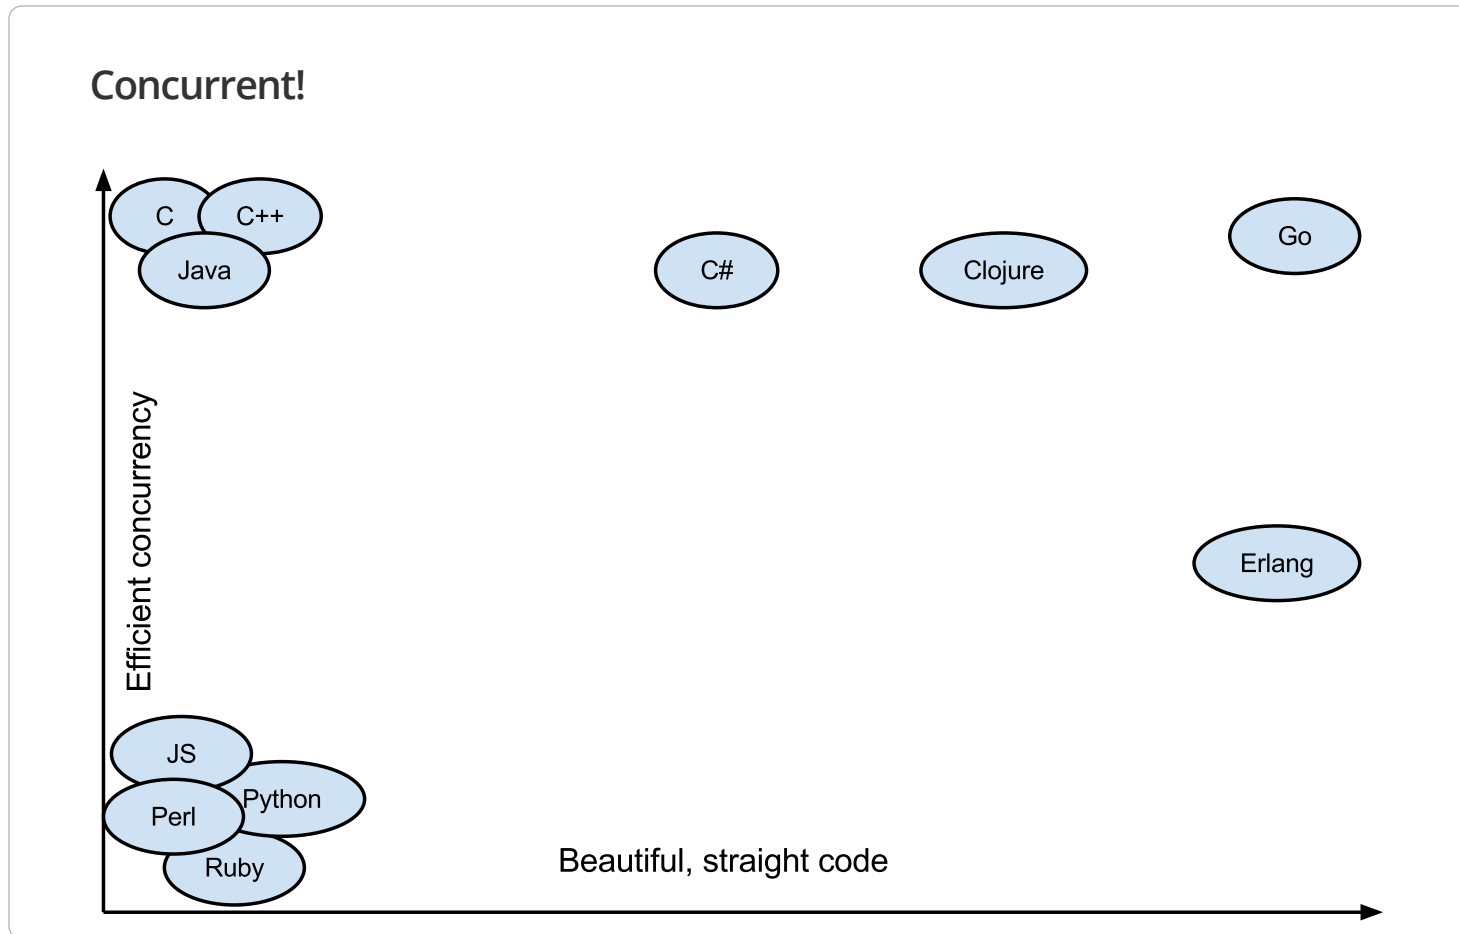 Concurrent!
C
C++
Java
C#
Clojure
Go
Efficient concurrency
Erlang
JS
Python
Perl
Ruby
Beautiful, straight code